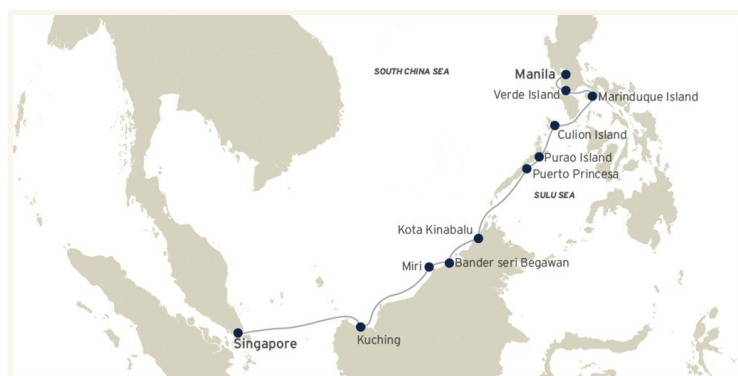 SOUTH CHINA SEA
Manila
Verde Island
Marinduque Island
Culion Island
Purao Island
Puerto Princesa
SULU SEA
Kota Kinabalu
Miri
Bander seri Begawan
Singapore
Kuching